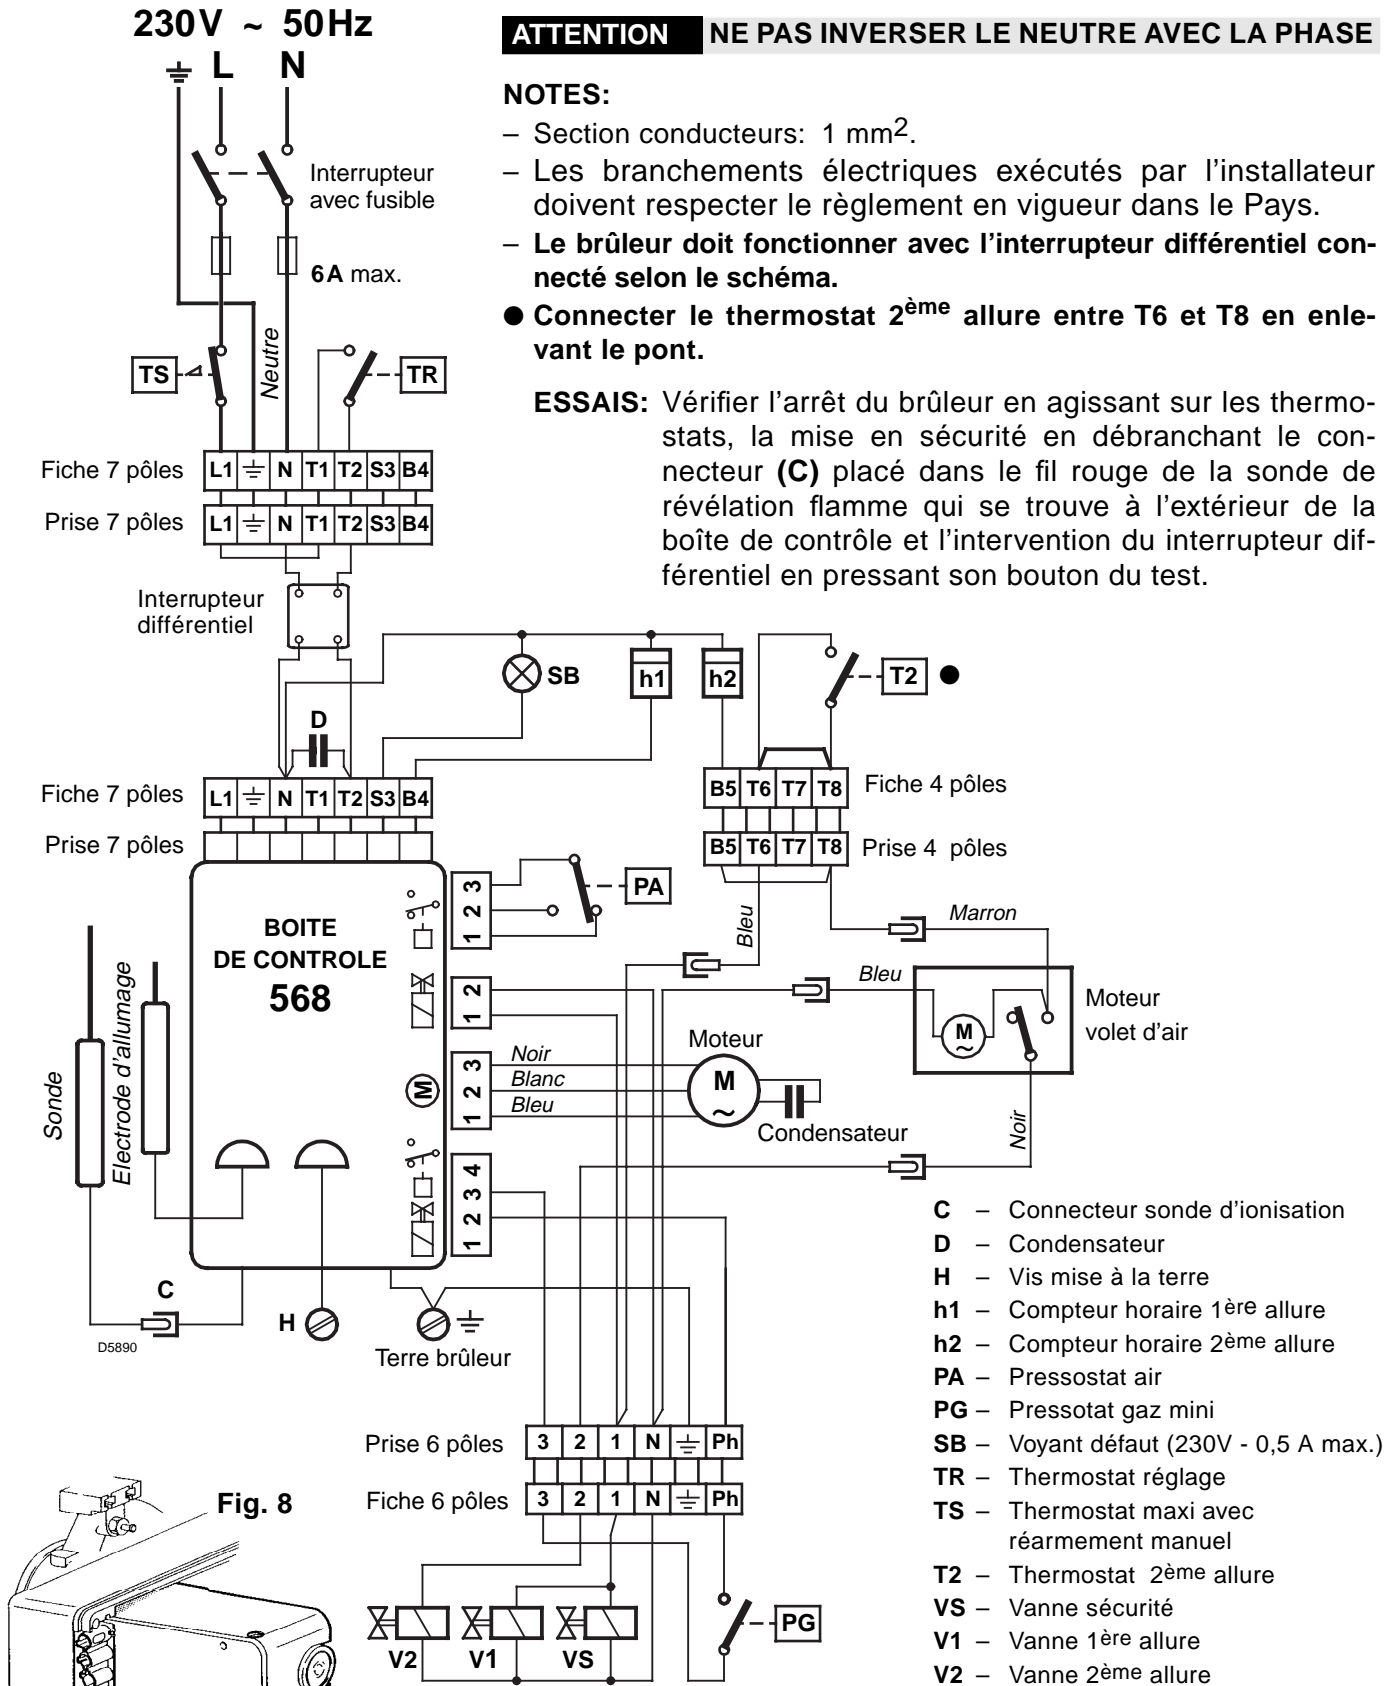 230V ~ 50Hz
L N
ATTENTION NE PAS INVERSER LE NEUTRE AVEC LA PHASE
NOTES:
– Section conducteurs: 1 mm2.
– Les branchements électriques exécutés par l'installateur
doivent respecter le règlement en vigueur dans le Pays.
– Le brûleur doit fonctionner avec l'interrupteur différentiel con-
necté selon le schéma.
● Connecter le thermostat 2ème allure entre T6 et T8 en enle-
vant le pont.
ESSAIS: Vérifier l'arrêt du brûleur en agissant sur les thermo-
stats, la mise en sécurité en débranchant le con-
necteur (C) placé dans le fil rouge de la sonde de
révélation flamme qui se trouve à l'extérieur de la
boîte de contrôle et l'intervention du interrupteur dif-
férentiel en pressant son bouton du test.
Interrupteur
avec fusible
6A max.
Neutre
TS
TR
Fiche 7 pôles L1 N T1 T2 S3 B4
Prise 7 pôles L1 N T1 T2 S3 B4
Interrupteur
différentiel
SB
h1
h2
T2 ●
D
Fiche 7 pôles L1 N T1 T2 S3 B4
Prise 7 pôles
B5 T6 T7 T8 Fiche 4 pôles
B5 T6 T7 T8 Prise 4 pôles
BOITE
DE CONTROLE
568
3
2
1
PA
Bleu
Marron
2
1
Bleu
Moteur
volet d'air
M
~
Moteur
M
3
2
1
Noir
Blanc
Bleu
M
~
Condensateur
Noir
4
3
2
1
Sonde
Electrode d'allumage
C
D5890
H
Terre brûleur
Prise 6 pôles 3 2 1 N Ph
Fiche 6 pôles 3 2 1 N Ph
V2
V1
VS
PG
Fig. 8
C – Connecteur sonde d'ionisation
D – Condensateur
H – Vis mise à la terre
h1 – Compteur horaire 1ère allure
h2 – Compteur horaire 2ème allure
PA – Pressostat air
PG – Pressotat gaz mini
SB – Voyant défaut (230V - 0,5 A max.)
TR – Thermostat réglage
TS – Thermostat maxi avec
réarmement manuel
T2 – Thermostat 2ème allure
VS – Vanne sécurité
V1 – Vanne 1ère allure
V2 – Vanne 2ème allure